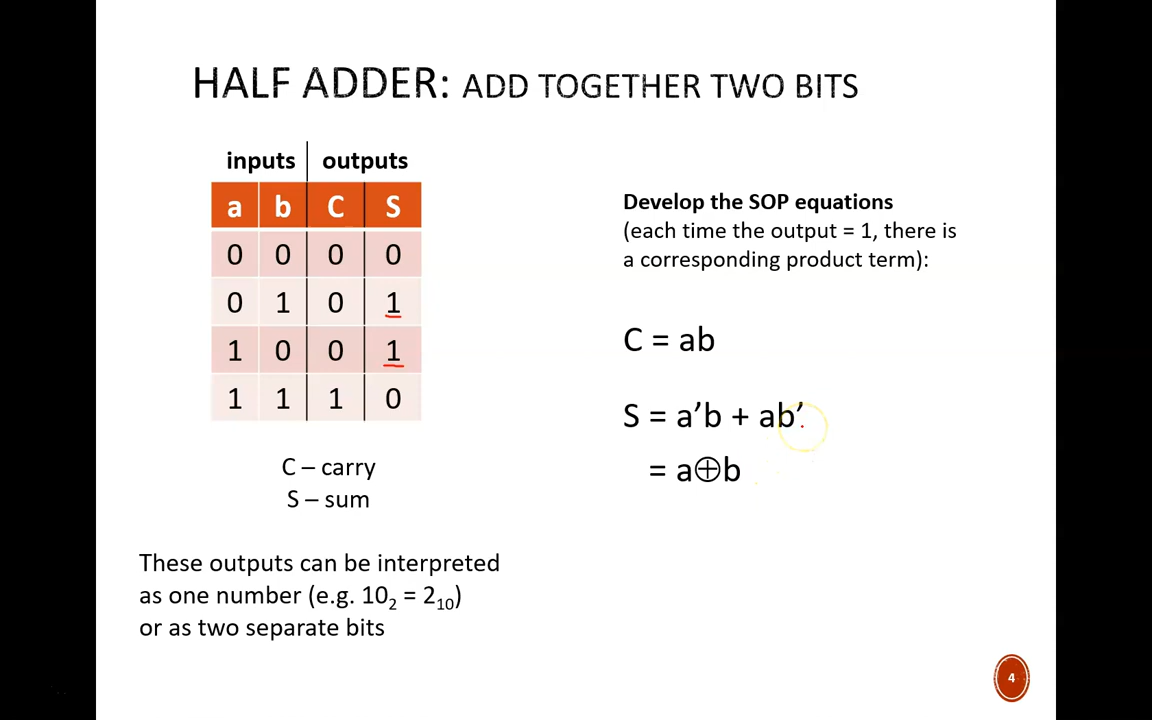 HALF ADDER: ADD TOGETHER TWO BITS
inputs outputs
a b C S
0 0 0 0
0 1 0 1
1 0 0 1
1 1 1 0
C – carry
S – sum
These outputs can be interpreted
as one number (e.g. 10₂ = 2₁₀)
or as two separate bits
Develop the SOP equations
(each time the output = 1, there is
a corresponding product term):
C = ab
S = a’b + ab’
= a⊕b
4